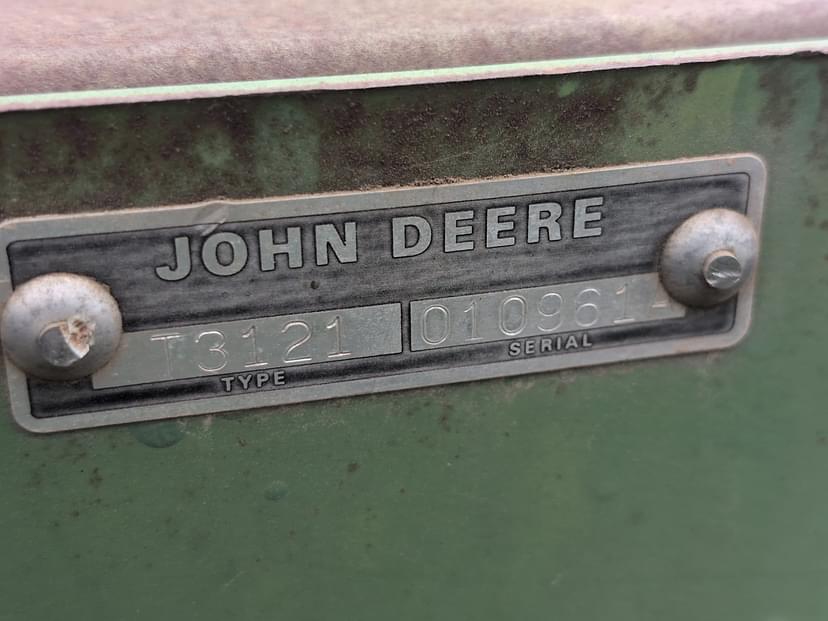 JOHN DEERE
T3121 010961
TYPE SERIAL